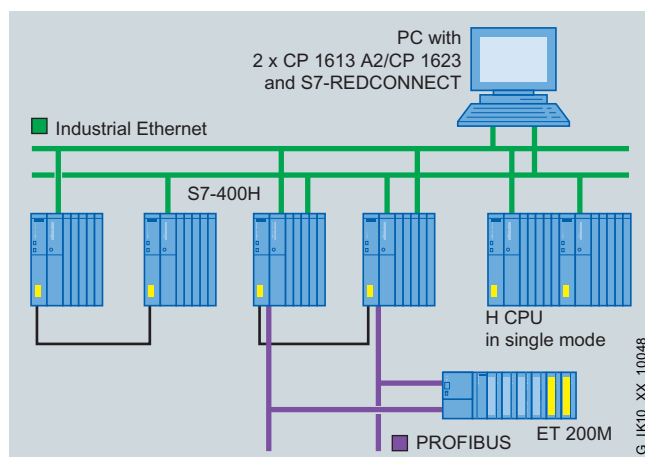 PC with
2 x CP 1613 A2/CP 1623
and S7-REDCONNECT
Industrial Ethernet
S7-400H
H CPU
in single mode
ET 200M
PROFIBUS
G_IK10_XX_10048